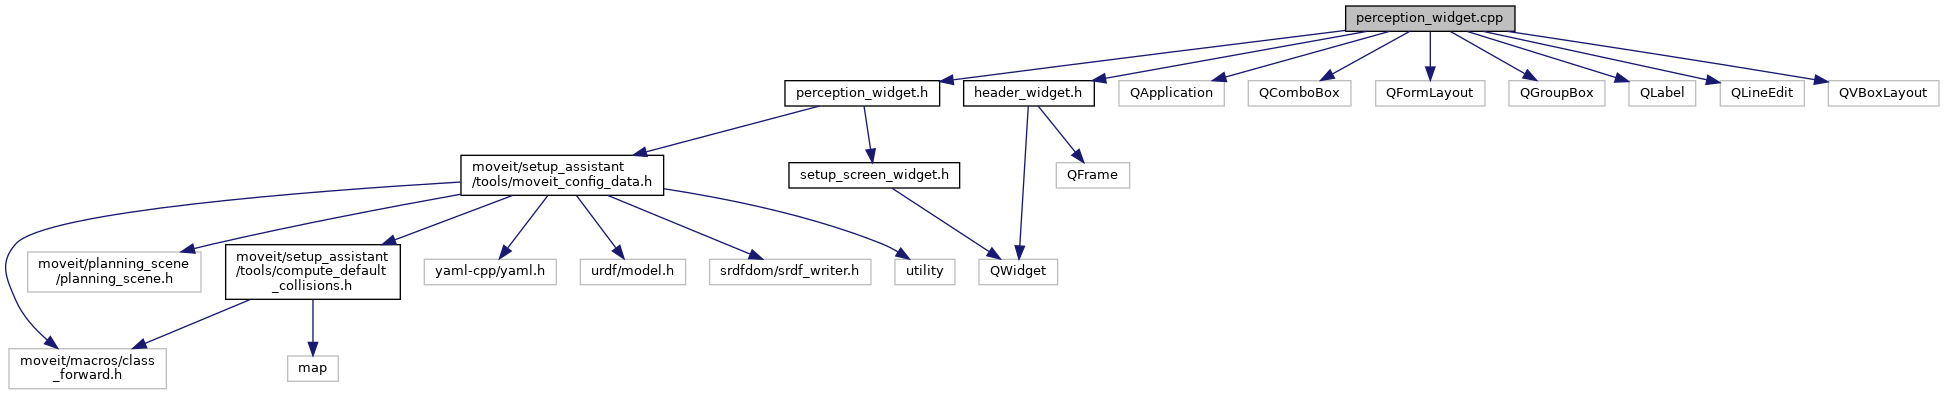 perception_widget.cpp
perception_widget.h
header_widget.h
QApplication
QComboBox
QFormLayout
QGroupBox
QLabel
QLineEdit
QVBoxLayout
moveit/setup_assistant
/tools/moveit_config_data.h
setup_screen_widget.h
QFrame
moveit/planning_scene
/planning_scene.h
moveit/setup_assistant
/tools/compute_default
_collisions.h
yaml-cpp/yaml.h
urdf/model.h
srdfdom/srdf_writer.h
utility
QWidget
moveit/macros/class
_forward.h
map